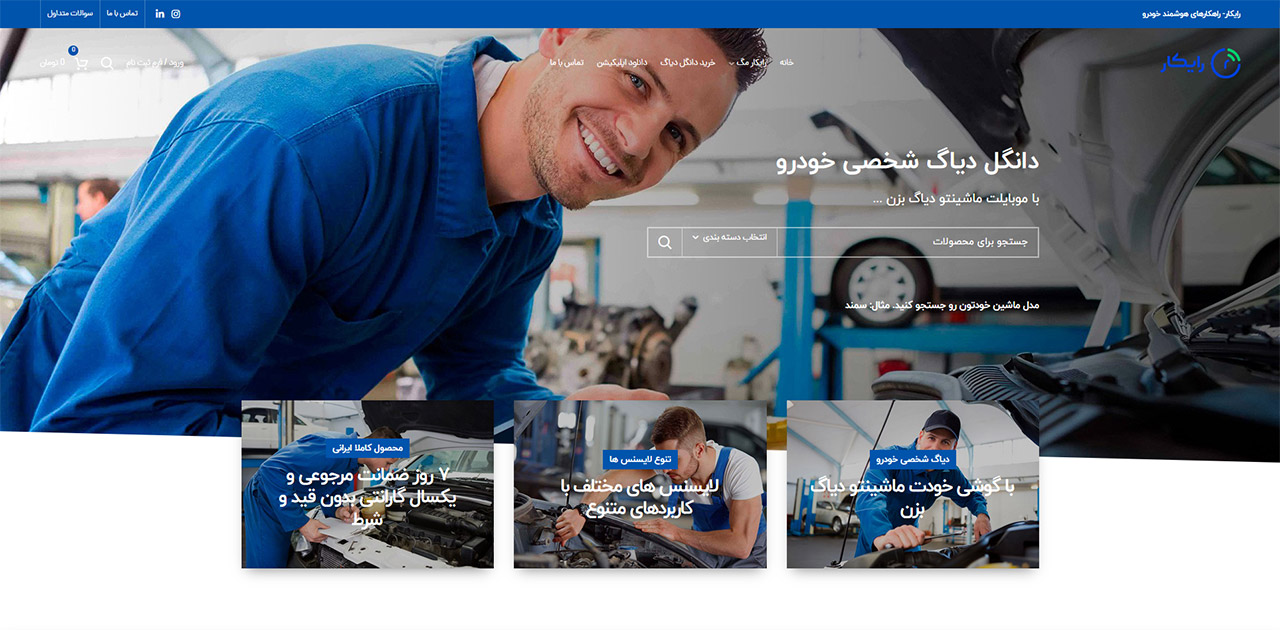 رایکار- راهکارهای هوشمند خودرو
تماس با ما
سوالات متداول
رایکار
خانه
رایکار مگ
خرید دانگل دیاگ
دانلود اپلیکیشن
تماس با ما
ورود / فرم ثبت نام
0
0 تومان
دانگل دیاگ شخصی خودرو
با موبایلت ماشینتو دیاگ بزن ...
جستجو برای محصولات
انتخاب دسته بندی
مدل ماشین خودتون رو جستجو کنید. مثال: سمند
دیاگ شخصی خودرو
با گوشی خودت ماشینتو دیاگ
بزن
تنوع لایسنس ها
لایسنس های مختلف با
کاربردهای متنوع
محصول کاملا ایرانی
۷ روز ضمانت مرجوعی و
یکسال گارانتی بدون قید و
شرط